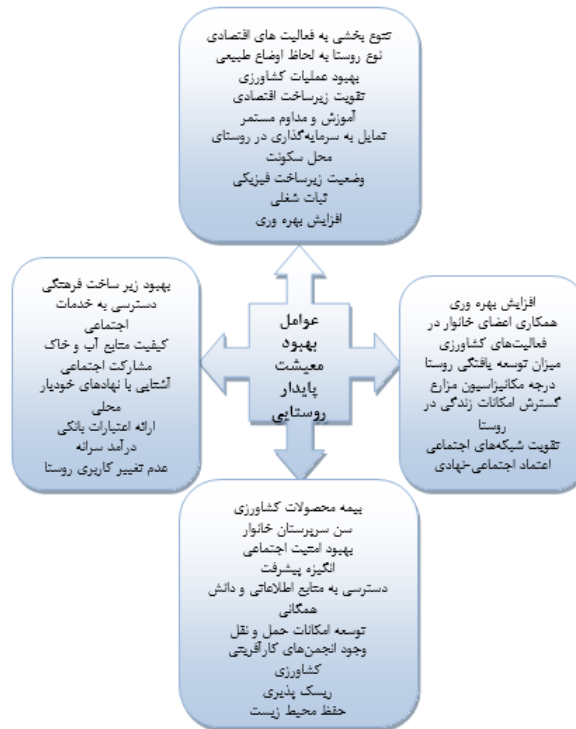 تنوع بخشی به فعالیت های اقتصادی
نوع روستا به لحاظ اوضاع طبیعی
بهبود عملیات کشاورزی
تقویت زیرساخت اقتصادی
آموزش و مداوم مستمر
تمایل به سرمایه‌گذاری در روستای
محل سکونت
وضعیت زیرساخت فیزیکی
ثبات شغلی
افزایش بهره وری
افزایش بهره وری
همکاری اعضای خانوار در
فعالیت‌های کشاورزی
میزان توسعه یافتگی روستا
درجه مکانیزاسیون مزارع
گسترش امکانات زندگی در
روستا
تقویت شبکه‌های اجتماعی
اعتماد اجتماعی-نهادی
عوامل
بهبود
معیشت
پایدار
روستایی
بهبود زیر ساخت فرهنگی
دسترسی به خدمات
اجتماعی
کیفیت منابع آب و خاک
مشارکت اجتماعی
آشنایی با نهادهای خودیار
محلی
ارائه اعتبارات بانکی
درآمد سرانه
عدم تغییر کاربری روستا
بیمه محصولات کشاورزی
سن سرپرستان خانوار
بهبود امنیت اجتماعی
انگیزه پیشرفت
دسترسی به منابع اطلاعاتی و دانش
همگانی
توسعه امکانات حمل و نقل
وجود انجمن‌های کارآفرینی
کشاورزی
ریسک پذیری
حفظ محیط زیست